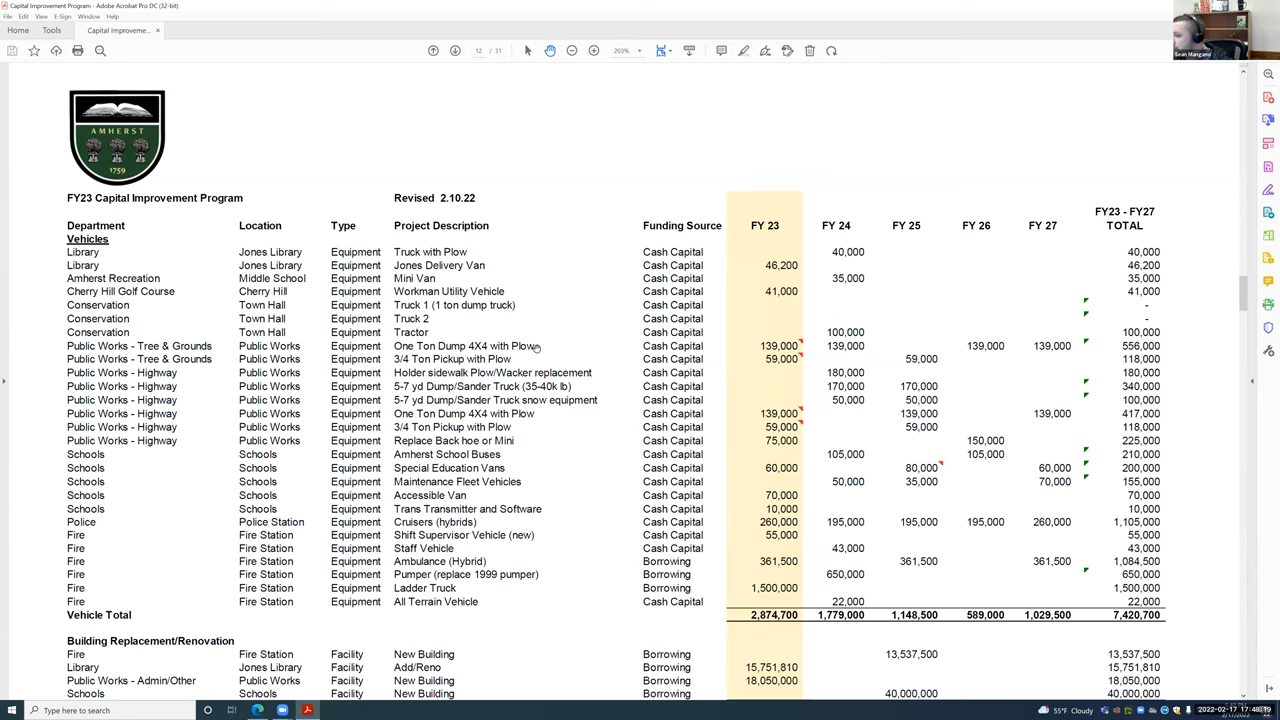 Capital Improvement Program - Adobe Acrobat Pro DC (32-bit)
File Edit View E-Sign Window Help
Home Tools Capital Improveme... ×
12 / 31 203%
Sean Mangano
AMHERST
1759
FY23 Capital Improvement Program Revised 2.10.22
FY23 - FY27
Department Location Type Project Description Funding Source FY 23 FY 24 FY 25 FY 26 FY 27 TOTAL
Vehicles
Library Jones Library Equipment Truck with Plow Cash Capital 40,000 40,000
Library Jones Library Equipment Jones Delivery Van Cash Capital 46,200 46,200
Amherst Recreation Middle School Equipment Mini Van Cash Capital 35,000 35,000
Cherry Hill Golf Course Cherry Hill Equipment Workman Utility Vehicle Cash Capital 41,000 41,000
Conservation Town Hall Equipment Truck 1 (1 ton dump truck) Cash Capital -
Conservation Town Hall Equipment Truck 2 Cash Capital -
Conservation Town Hall Equipment Tractor Cash Capital 100,000 100,000
Public Works - Tree & Grounds Public Works Equipment One Ton Dump 4X4 with Plow Cash Capital 139,000 139,000 139,000 139,000 556,000
Public Works - Tree & Grounds Public Works Equipment 3/4 Ton Pickup with Plow Cash Capital 59,000 59,000 118,000
Public Works - Highway Public Works Equipment Holder sidewalk Plow/Wacker replacement Cash Capital 180,000 180,000
Public Works - Highway Public Works Equipment 5-7 yd Dump/Sander Truck (35-40k lb) Cash Capital 170,000 170,000 340,000
Public Works - Highway Public Works Equipment 5-7 yd Dump/Sander Truck snow equipment Cash Capital 50,000 50,000 100,000
Public Works - Highway Public Works Equipment One Ton Dump 4X4 with Plow Cash Capital 139,000 139,000 139,000 417,000
Public Works - Highway Public Works Equipment 3/4 Ton Pickup with Plow Cash Capital 59,000 59,000 118,000
Public Works - Highway Public Works Equipment Replace Back hoe or Mini Cash Capital 75,000 150,000 225,000
Schools Schools Equipment Amherst School Buses Cash Capital 105,000 105,000 210,000
Schools Schools Equipment Special Education Vans Cash Capital 60,000 80,000 60,000 200,000
Schools Schools Equipment Maintenance Fleet Vehicles Cash Capital 50,000 35,000 70,000 155,000
Schools Schools Equipment Accessible Van Cash Capital 70,000 70,000
Schools Schools Equipment Trans Transmitter and Software Cash Capital 10,000 10,000
Police Police Station Equipment Cruisers (hybrids) Cash Capital 260,000 195,000 195,000 195,000 260,000 1,105,000
Fire Fire Station Equipment Shift Supervisor Vehicle (new) Cash Capital 55,000 55,000
Fire Fire Station Equipment Staff Vehicle Cash Capital 43,000 43,000
Fire Fire Station Equipment Ambulance (Hybrid) Borrowing 361,500 361,500 361,500 1,084,500
Fire Fire Station Equipment Pumper (replace 1999 pumper) Borrowing 650,000 650,000
Fire Fire Station Equipment Ladder Truck Borrowing 1,500,000 1,500,000
Fire Fire Station Equipment All Terrain Vehicle Cash Capital 22,000 22,000
Vehicle Total 2,874,700 1,779,000 1,148,500 589,000 1,029,500 7,420,700
Building Replacement/Renovation
Fire Fire Station Facility New Building Borrowing 13,537,500 13,537,500
Library Jones Library Facility Add/Reno Borrowing 15,751,810 15,751,810
Public Works - Admin/Other Public Works Facility New Building Borrowing 18,050,000 18,050,000
Schools Schools Facility New Building Borrowing 40,000,000 40,000,000
Type here to search 55°F Cloudy 2022-02-17 17:48:19